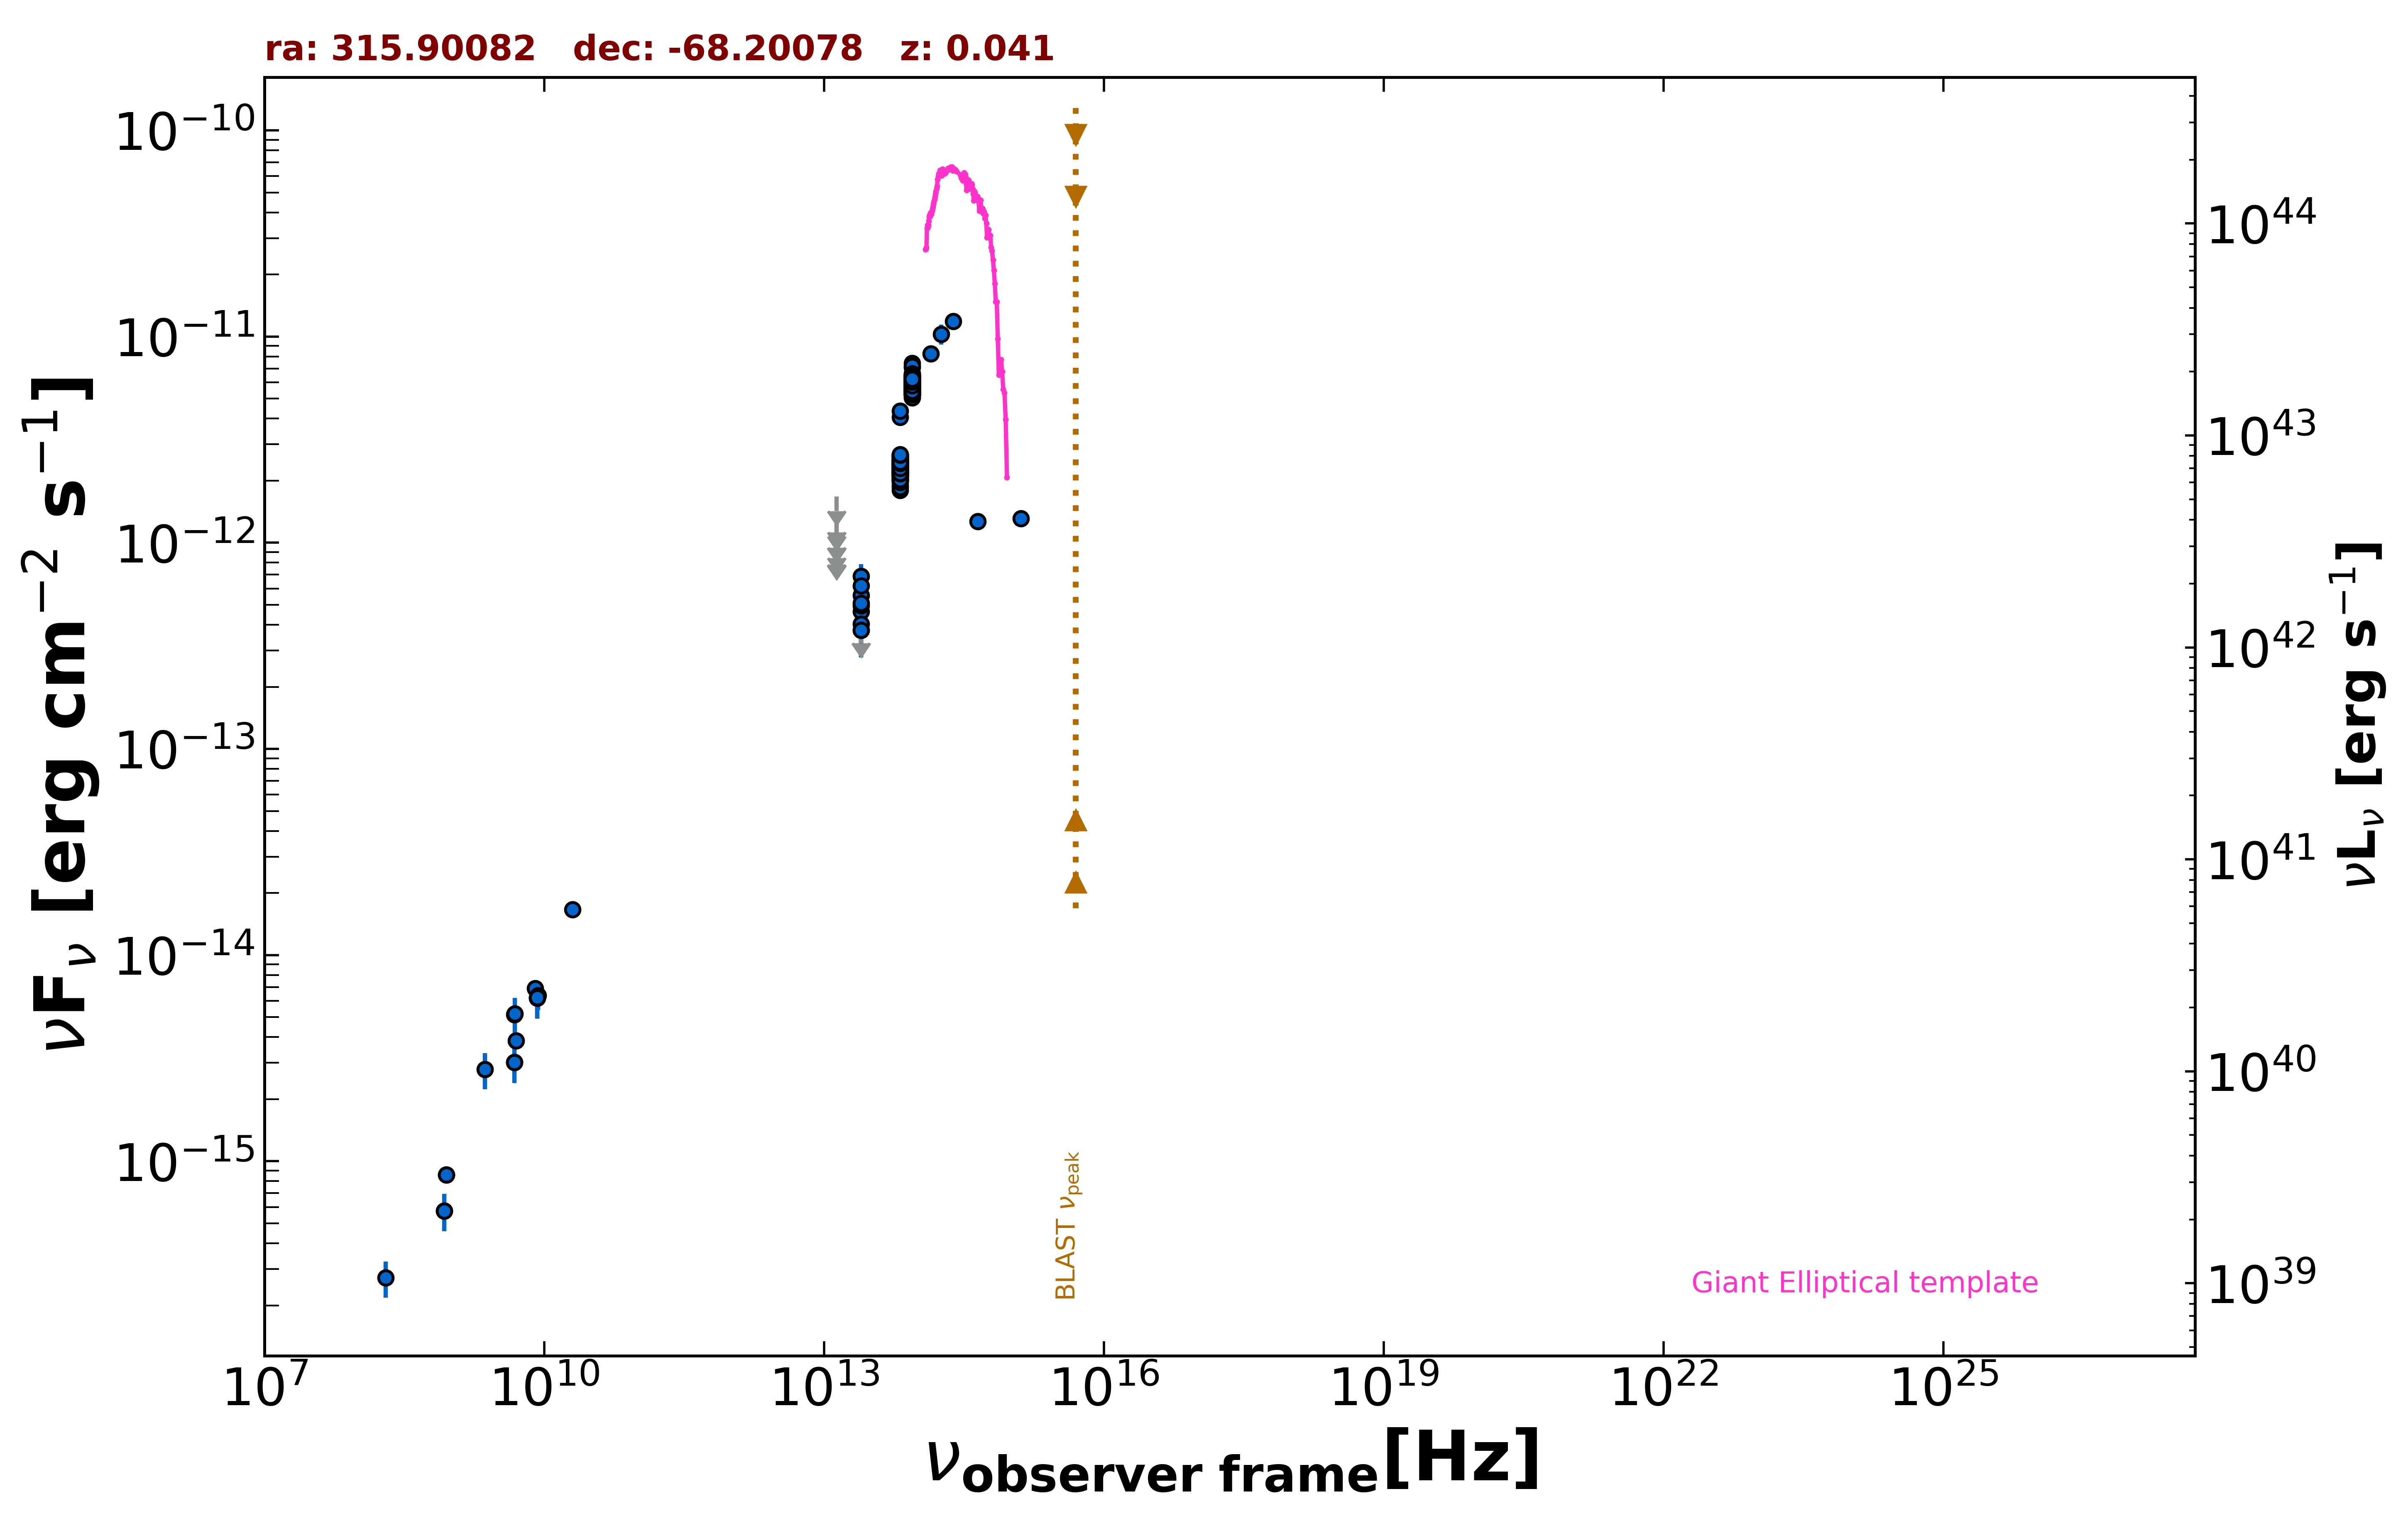 ra: 315.90082 dec: -68.20078 z: 0.041
νF_ν [erg cm⁻² s⁻¹]
10⁻¹⁰
10⁻¹¹
10⁻¹²
10⁻¹³
10⁻¹⁴
10⁻¹⁵
10⁴⁴
10⁴³
10⁴²
10⁴¹
10⁴⁰
10³⁹
νL_ν [erg s⁻¹]
BLAST ν_peak
Giant Elliptical template
10⁷ 10¹⁰ 10¹³ 10¹⁶ 10¹⁹ 10²² 10²⁵
ν_observer frame [Hz]